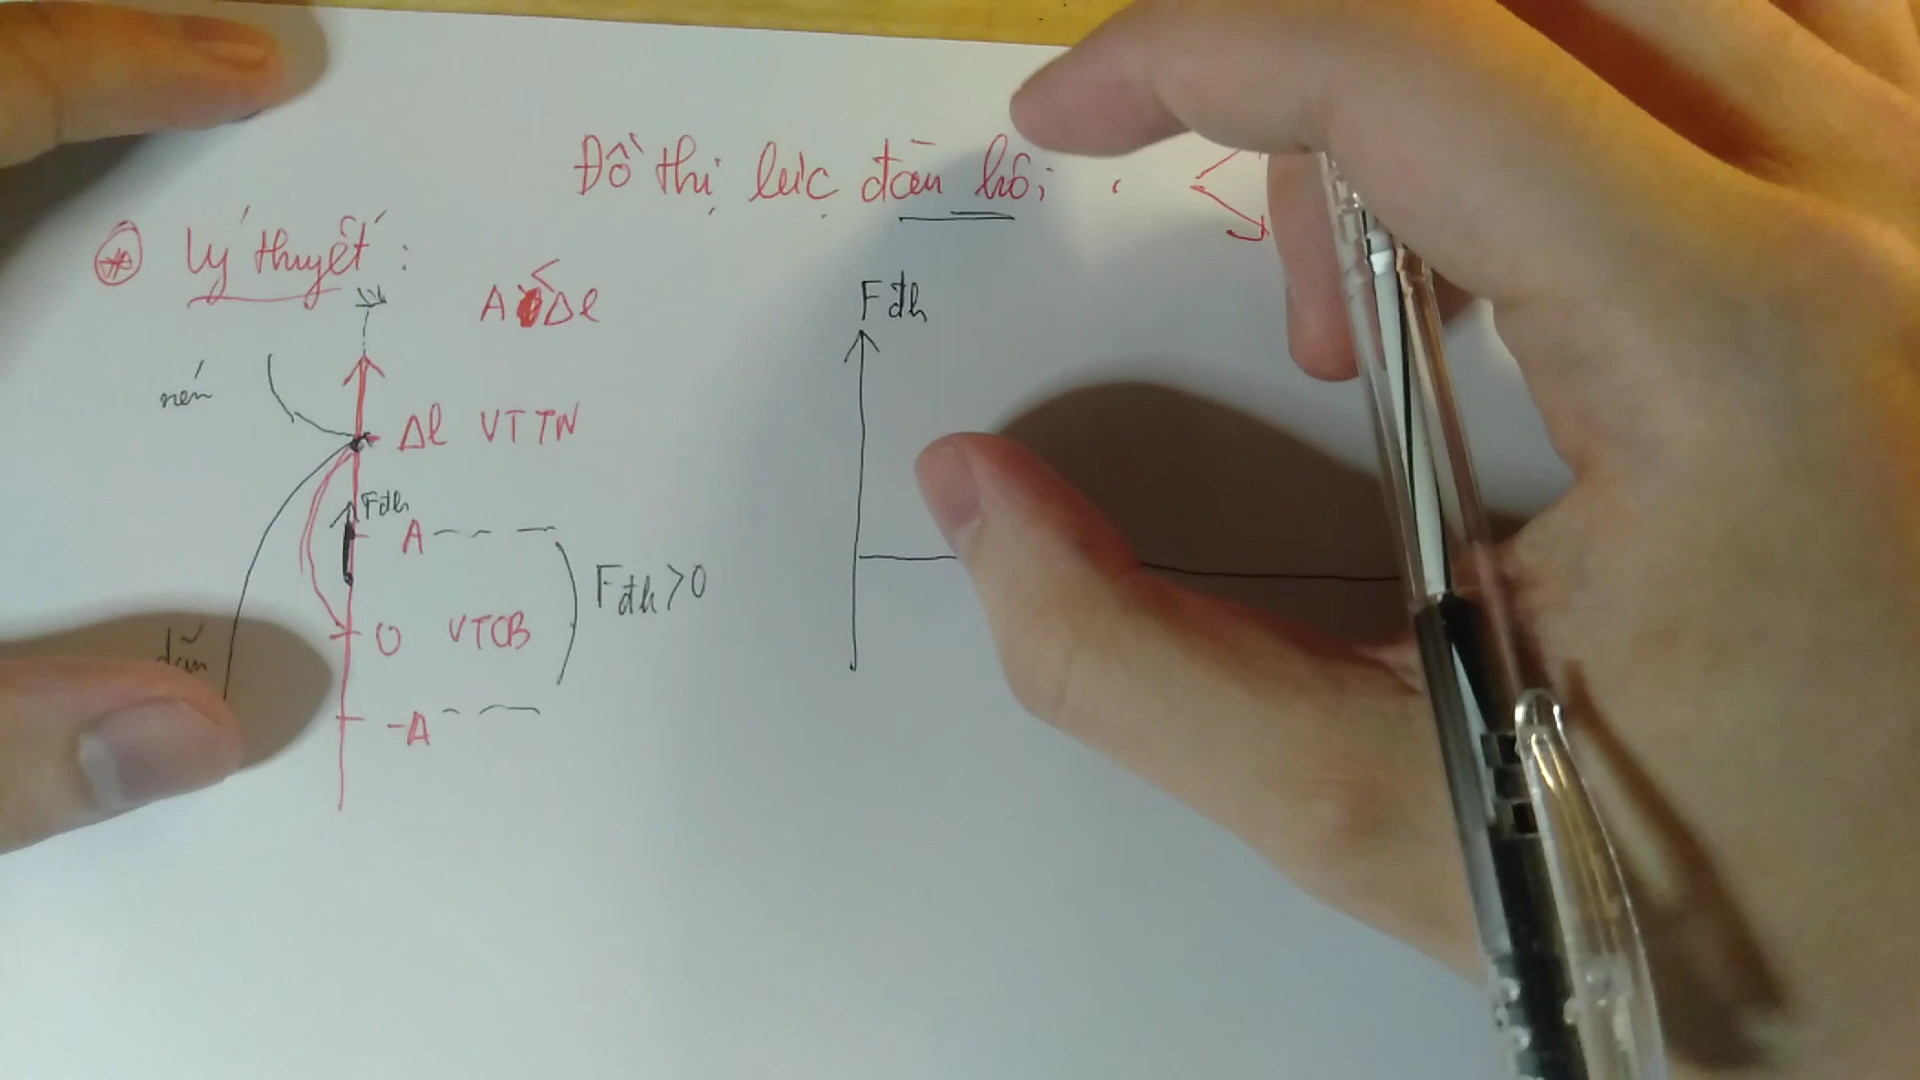 Đồ thị lực đàn hồi
Lý thuyết :
A < Δl
Fđh
nén
Δl VTTN
Fđh
A
Fđh > 0
O VTCB
dãn
-A